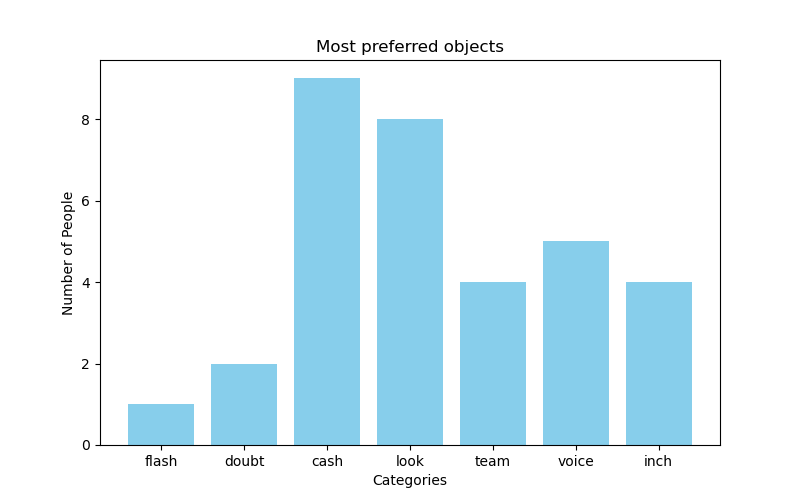 Most preferred objects
Number of People
8
6
4
2
0
flash doubt cash look team voice inch
Categories